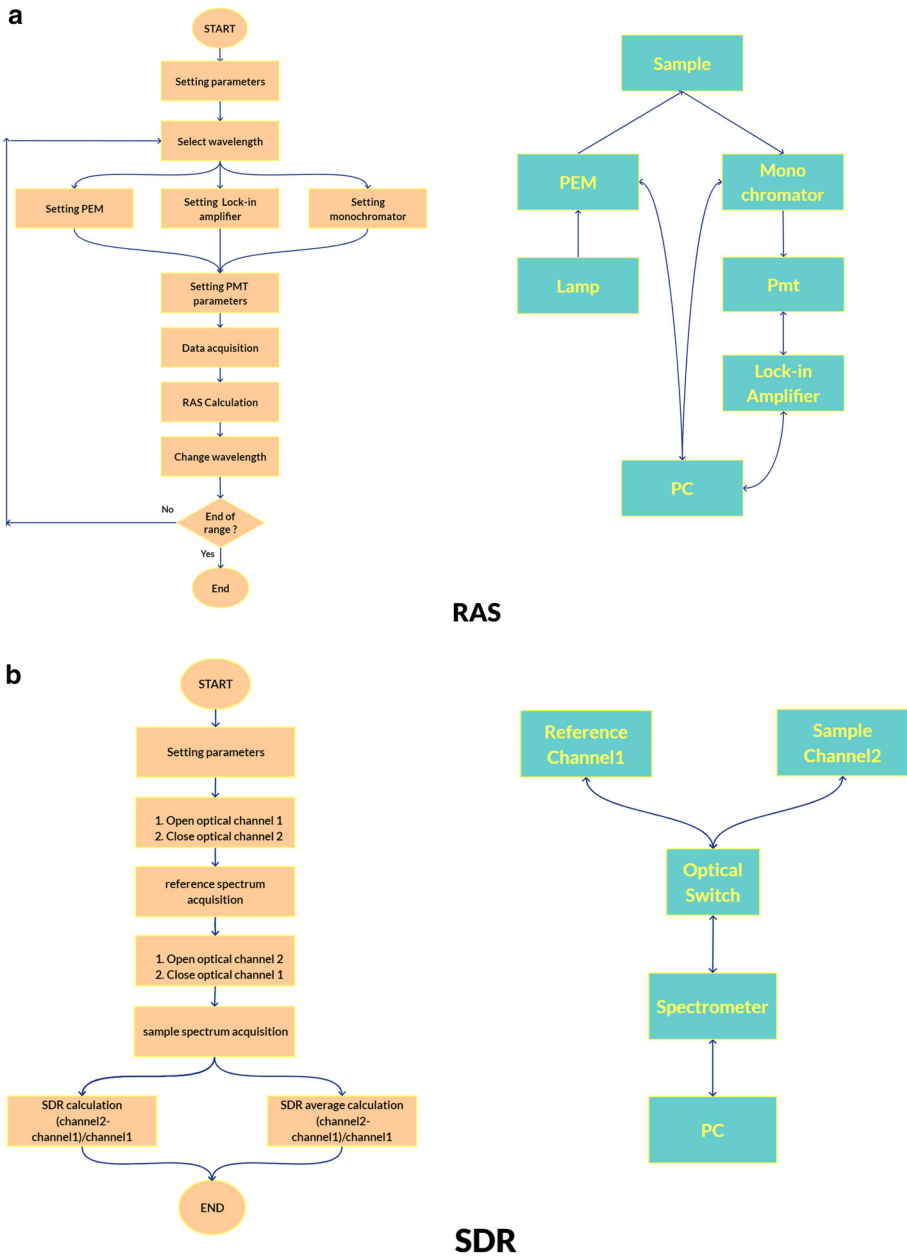 a
START
Setting parameters
Select wavelength
Setting PEM
Setting Lock-in
amplifier
Setting
monochromator
Setting PMT
parameters
Data acquisition
RAS Calculation
Change wavelength
No
End of
range ?
Yes
End
Sample
PEM
Mono
chromator
Lamp
Pmt
Lock-in
Amplifier
PC
RAS
b
START
Setting parameters
1. Open optical channel 1
2. Close optical channel 2
reference spectrum
acquisition
1. Open optical channel 2
2. Close optical channel 1
sample spectrum acquisition
SDR calculation
(channel2-
channel1)/channel1
SDR average calculation
(channel2-
channel1)/channel1
END
Reference
Channel1
Sample
Channel2
Optical
Switch
Spectrometer
PC
SDR